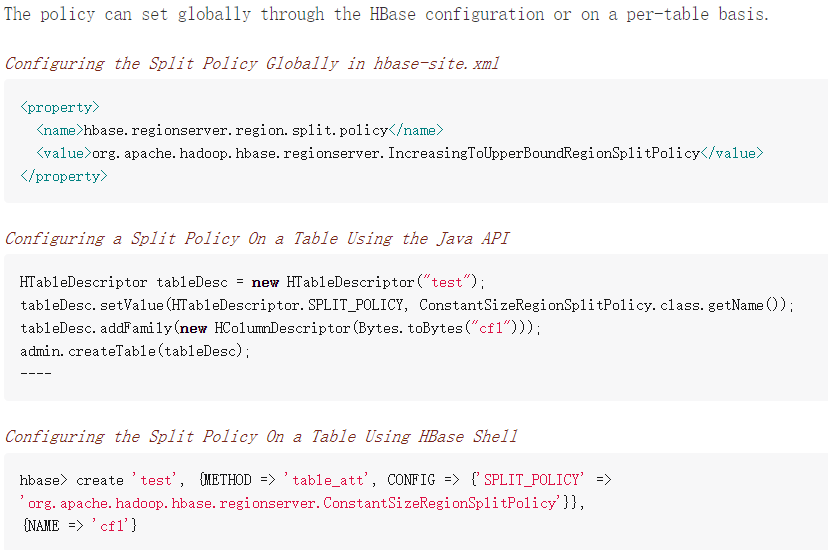 The policy can set globally through the HBase configuration or on a per-table basis.
Configuring the Split Policy Globally in hbase-site.xml
<property>
<name>hbase.regionserver.region.split.policy</name>
<value>org.apache.hadoop.hbase.regionserver.IncreasingToUpperBoundRegionSplitPolicy</value>
</property>
Configuring a Split Policy On a Table Using the Java API
HTableDescriptor tableDesc = new HTableDescriptor("test");
tableDesc.setValue(HTableDescriptor.SPLIT_POLICY, ConstantSizeRegionSplitPolicy.class.getName());
tableDesc.addFamily(new HColumnDescriptor(Bytes.toBytes("cf1")));
admin.createTable(tableDesc);
----
Configuring the Split Policy On a Table Using HBase Shell
hbase> create 'test', {METHOD => 'table_att', CONFIG => {'SPLIT_POLICY' =>
'org.apache.hadoop.hbase.regionserver.ConstantSizeRegionSplitPolicy'}},
{NAME => 'cf1'}